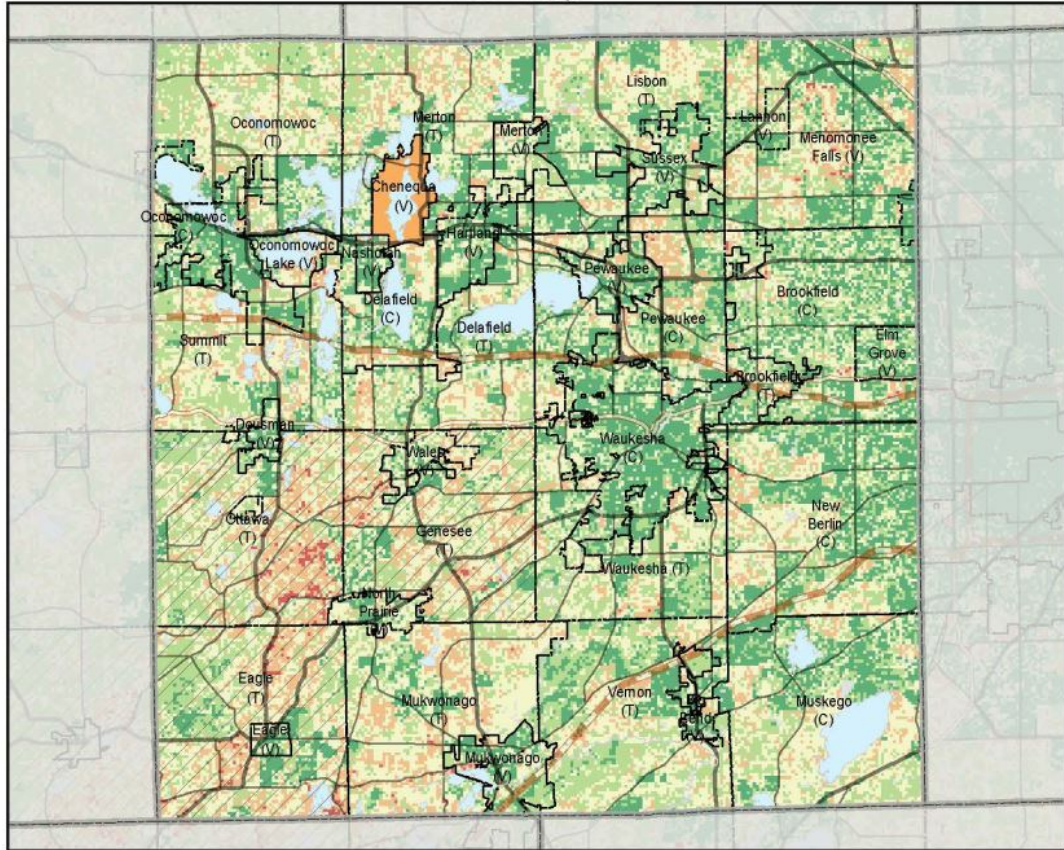 Lisbon
(T)
Oconomowoc
(T)
Merton
(T)
Merton
(V)
Lannon
(V)
Menomonee
Falls (V)
Sussex
(V)
Chenequa
(V)
Oconomowoc
(C)
Oconomowoc
Lake (V)
Nashotah
(V)
Hartland
(V)
Pewaukee
(V)
Brookfield
(C)
Delafield
(C)
Delafield
(T)
Pewaukee
(C)
Elm
Grove
(V)
Summit
(T)
Brookfield
(T)
Dousman
(V)
Wales
(V)
Waukesha
(C)
Ottawa
(T)
Genesee
(T)
New
Berlin
(C)
Waukesha (T)
North
Prairie
(V)
Eagle
(T)
Mukwonago
(T)
Vernon
(T)
Bend
Muskego
(C)
Eagle
(V)
Mukwonago
(V)